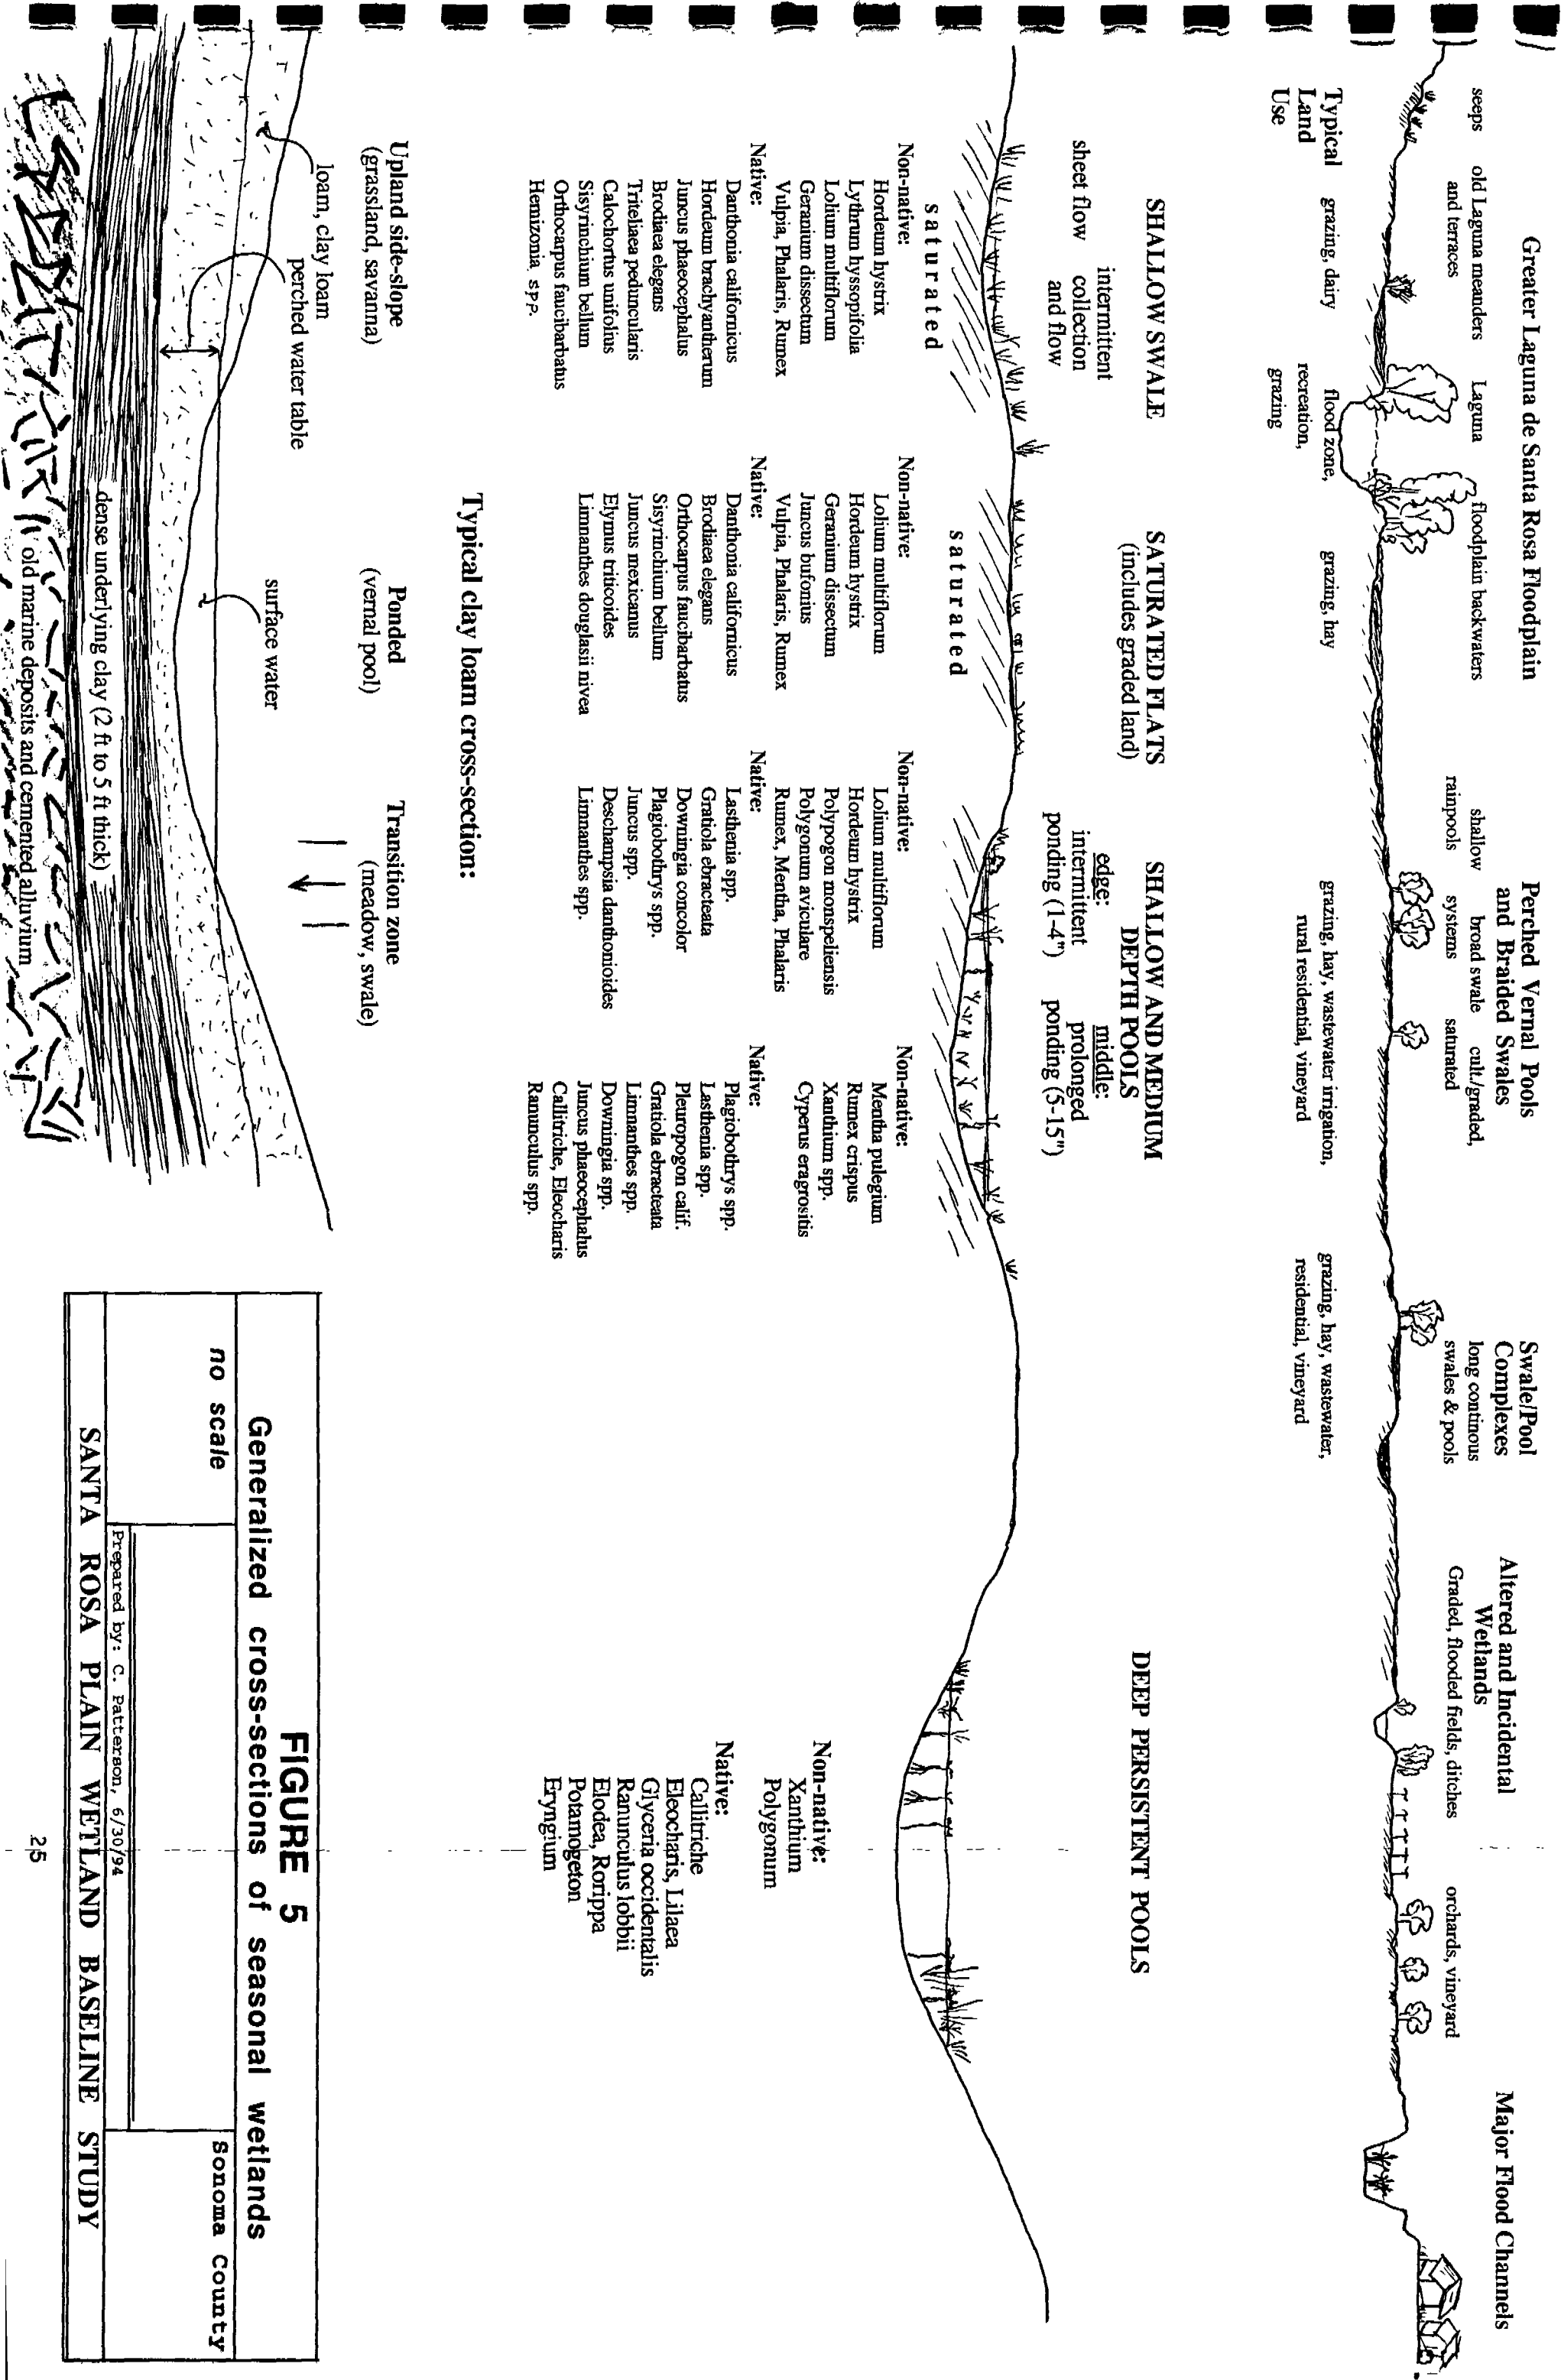 Greater Laguna de Santa Rosa Floodplain
seeps
old Laguna meanders
and terraces
Laguna
floodplain backwaters
Perched Vernal Pools
and Braided Swales
shallow
rainpools
broad swale
systems
cult./graded,
saturated
Swale/Pool
Complexes
long continous
swales & pools
Altered and Incidental
Wetlands
Graded, flooded fields, ditches
orchards, vineyard
Major Flood Channels
Typical
Land
Use
grazing, dairy
flood zone,
recreation,
grazing
grazing, hay
grazing, hay, wastewater irrigation,
rural residential, vineyard
grazing, hay, wastewater,
residential, vineyard
SHALLOW SWALE
sheet flow
intermittent
collection
and flow
saturated
Non-native:
Hordeum hystrix
Lythrum hyssopifolia
Lolium multiflorum
Geranium dissectum
Vulpia, Phalaris, Rumex
Native:
Danthonia californicus
Hordeum brachyantherum
Juncus phaeocephalus
Brodiaea elegans
Triteliaea peduncularis
Calochortus unifolius
Sisyrinchium bellum
Orthocarpus faucibarbatus
Hemizonia spp.
SATURATED FLATS
(includes graded land)
saturated
Non-native:
Lolium multiflorum
Hordeum hystrix
Geranium dissectum
Juncus bufonius
Vulpia, Phalaris, Rumex
Native:
Danthonia californicus
Brodiaea elegans
Orthocarpus faucibarbatus
Sisyrinchium bellum
Juncus mexicanus
Elymus triticoides
Limnanthes douglasii nivea
SHALLOW AND MEDIUM
DEPTH POOLS
edge:
intermittent
ponding (1-4")
middle:
prolonged
ponding (5-15")
Non-native:
Lolium multiflorum
Hordeum hystrix
Polypogon monspeliensis
Polygonum aviculare
Rumex, Mentha, Phalaris
Native:
Lasthenia spp.
Gratiola ebracteata
Downingia concolor
Plagiobothrys spp.
Juncus spp.
Deschampsia danthonioides
Limnanthes spp.
Non-native:
Mentha pulegium
Rumex crispus
Xanthium spp.
Cyperus eragrositis
Native:
Plagiobothrys spp.
Lasthenia spp.
Pleuropogon calif.
Gratiola ebracteata
Limnanthes spp.
Downingia spp.
Juncus phaeocephalus
Callitriche, Eleocharis
Ranunculus spp.
DEEP PERSISTENT POOLS
Non-native:
Xanthium
Polygonum
Native:
Callitriche
Eleocharis, Lilaea
Glyceria occidentalis
Ranunculus lobbii
Elodea, Rorippa
Potamogeton
Eryngium
Typical clay loam cross-section:
Upland side-slope
(grassland, savanna)
Ponded
(vernal pool)
Transition zone
(meadow, swale)
loam, clay loam
perched water table
surface water
dense underlying clay (2 ft to 5 ft thick)
old marine deposits and cemented alluvium
FIGURE 5
Generalized cross-sections of seasonal wetlands
no scale
Sonoma County
Prepared by: C. Patterson, 6/30/94
SANTA ROSA PLAIN WETLAND BASELINE STUDY
25